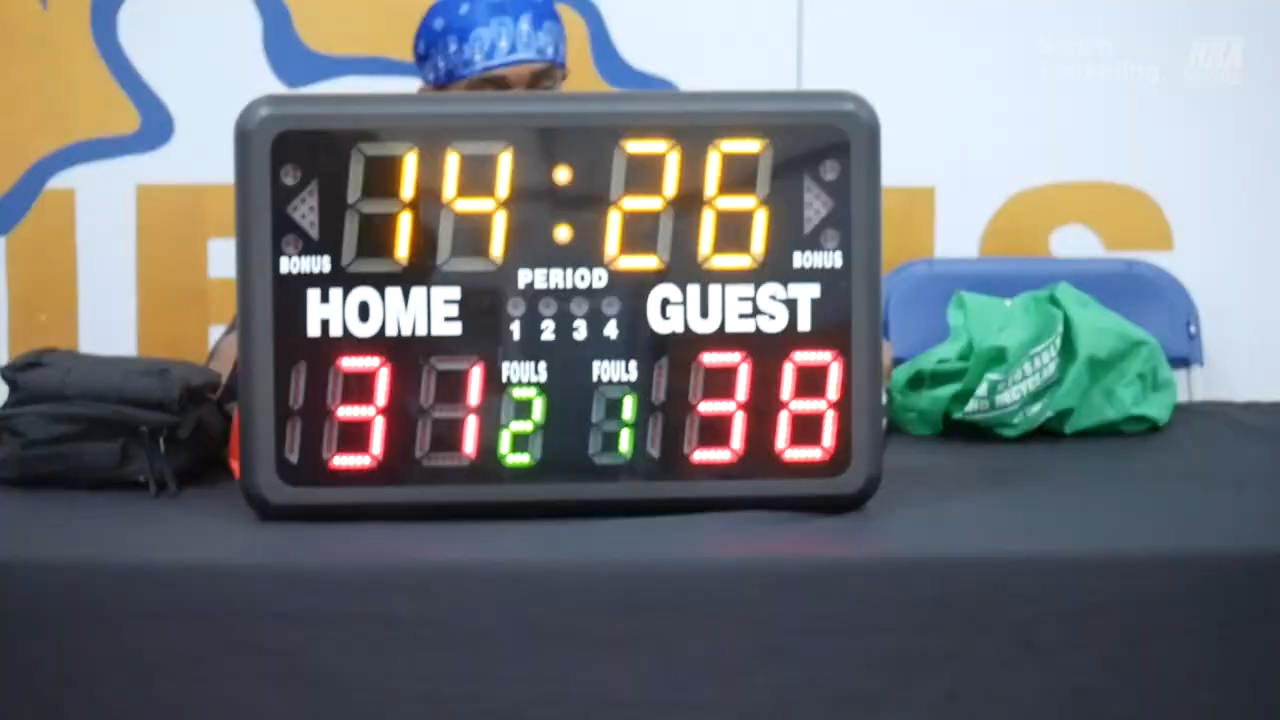 14:26
BONUS
BONUS
PERIOD
HOME
GUEST
1 2 3 4
FOULS
FOULS
31
2
1
38